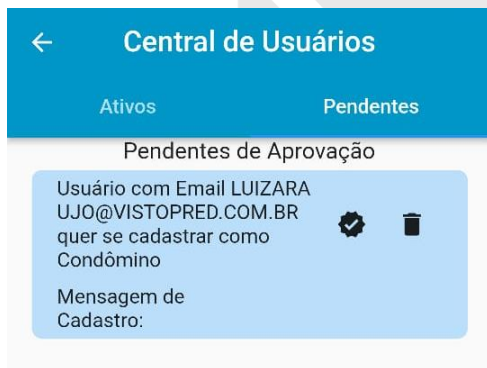 Central de Usuários
Ativos Pendentes
Pendentes de Aprovação
Usuário com Email LUIZARA
UJO@VISTOPRED.COM.BR
quer se cadastrar como
Condômino
Mensagem de
Cadastro: